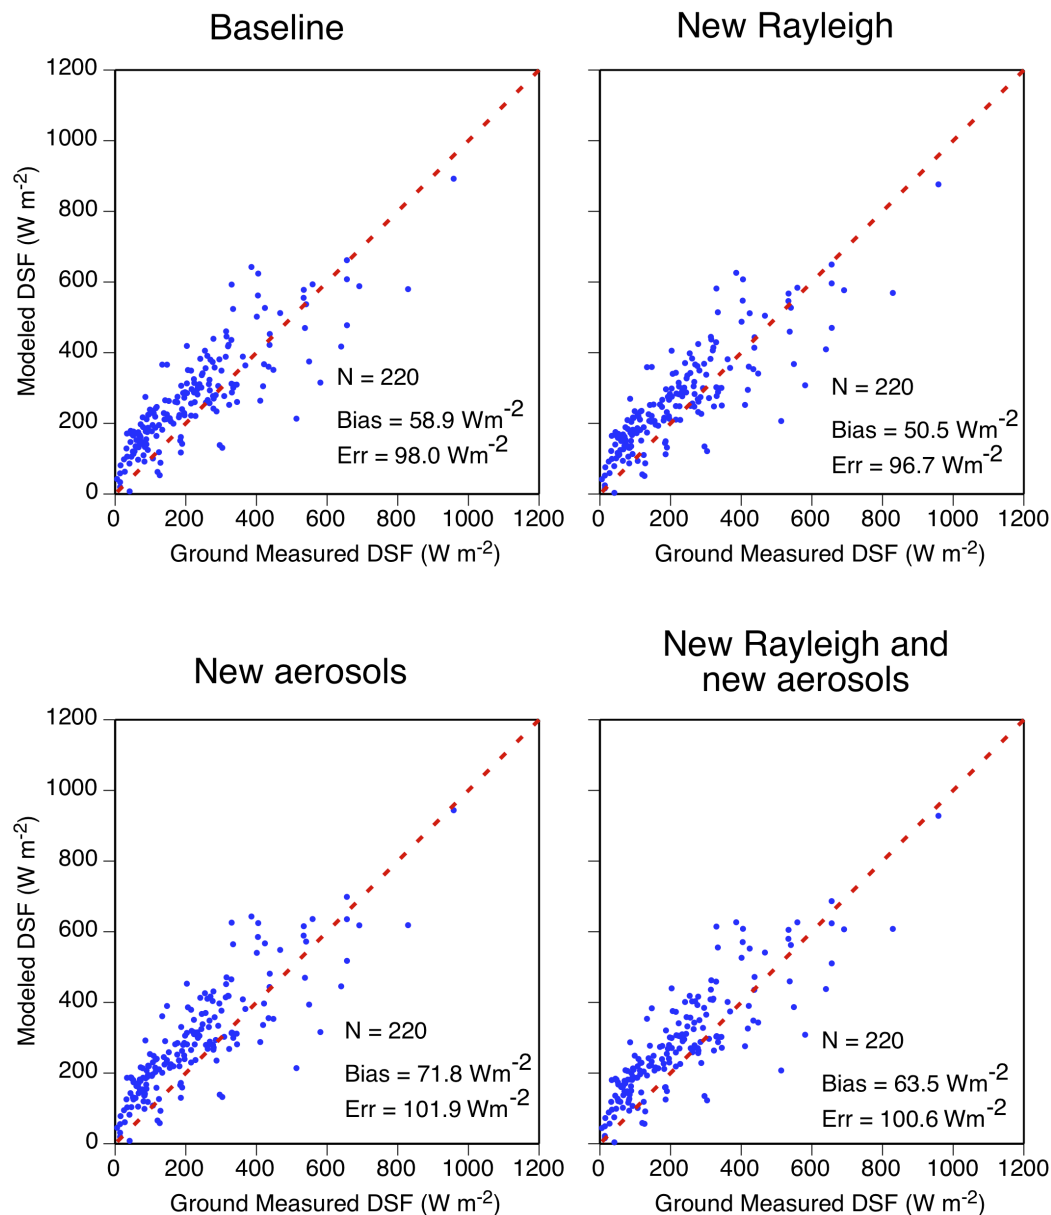 Baseline
New Rayleigh
1200
1000
800
600
400
200
0
Modeled DSF (W m-2)
N = 220
Bias = 58.9 Wm-2
Err = 98.0 Wm-2
0 200 400 600 800 1000 1200
Ground Measured DSF (W m-2)
N = 220
Bias = 50.5 Wm-2
Err = 96.7 Wm-2
0 200 400 600 800 1000 1200
Ground Measured DSF (W m-2)
New aerosols
New Rayleigh and
new aerosols
1200
1000
800
600
400
200
0
Modeled DSF (W m-2)
N = 220
Bias = 71.8 Wm-2
Err = 101.9 Wm-2
0 200 400 600 800 1000 1200
Ground Measured DSF (W m-2)
N = 220
Bias = 63.5 Wm-2
Err = 100.6 Wm-2
0 200 400 600 800 1000 1200
Ground Measured DSF (W m-2)